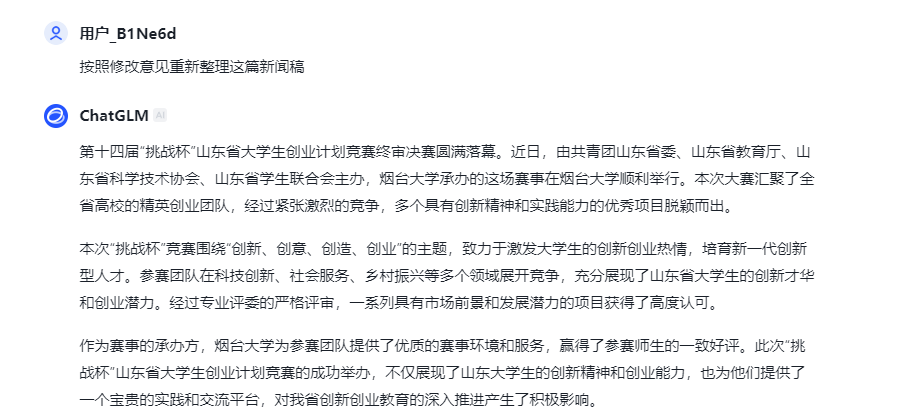 用户_B1Ne6d
按照修改意见重新整理这篇新闻稿
ChatGLM AI
第十四届“挑战杯”山东省大学生创业计划竞赛终审决赛圆满落幕。近日，由共青团山东省委、山东省教育厅、山
东省科学技术协会、山东省学生联合会主办，烟台大学承办的这场赛事在烟台大学顺利举行。本次大赛汇聚了全
省高校的精英创业团队，经过紧张激烈的竞争，多个具有创新精神和实践能力的优秀项目脱颖而出。
本次“挑战杯”竞赛围绕“创新、创意、创造、创业”的主题，致力于激发大学生的创新创业热情，培育新一代创新
型人才。参赛团队在科技创新、社会服务、乡村振兴等多个领域展开竞争，充分展现了山东省大学生的创新才华
和创业潜力。经过专业评委的严格评审，一系列具有市场前景和发展潜力的项目获得了高度认可。
作为赛事的承办方，烟台大学为参赛团队提供了优质的赛事环境和服务，赢得了参赛师生的一致好评。此次“挑
战杯”山东省大学生创业计划竞赛的成功举办，不仅展现了山东大学生的创新精神和创业能力，也为他们提供了
一个宝贵的实践和交流平台，对我省创新创业教育的深入推进产生了积极影响。